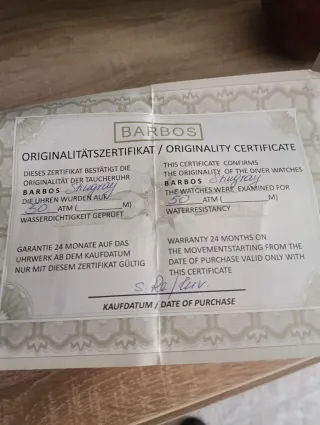 BARBOS
ORIGINALITÄTSZERTIFIKAT / ORIGINALITY CERTIFICATE
DIESES ZERTIFIKAT BESTÄTIGT DIE
ORIGINALITÄT DER TAUCHERUHR
BARBOS Stingray
DIE UHREN WURDEN AUF
50 ATM (________M)
WASSERDICHTIGKEIT GEPRÜFT
GARANTIE 24 MONATE AUF DAS
UHRWERK AB DEM KAUFDATUM
NUR MIT DIESEM ZERTIFIKAT GÜLTIG
THIS CERTIFICATE CONFIRMS
THE ORIGINALITY OF THE DIVER WATCHES
BARBOS Stingray
THE WATCHES WERE EXAMINED FOR
50 ATM (________M)
WATERRESISTANCY
WARRANTY 24 MONTHS ON
THE MOVEMENTSTARTING FROM THE
DATE OF PURCHASE VALID ONLY WITH
THIS CERTIFICATE
KAUFDATUM / DATE OF PURCHASE